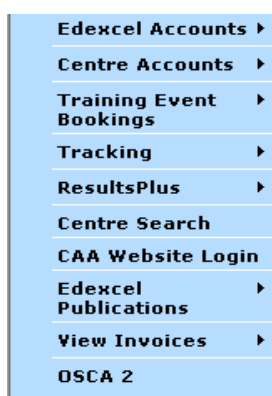 Edexcel Accounts
Centre Accounts
Training Event
Bookings
Tracking
ResultsPlus
Centre Search
CAA Website Login
Edexcel
Publications
View Invoices
OSCA 2